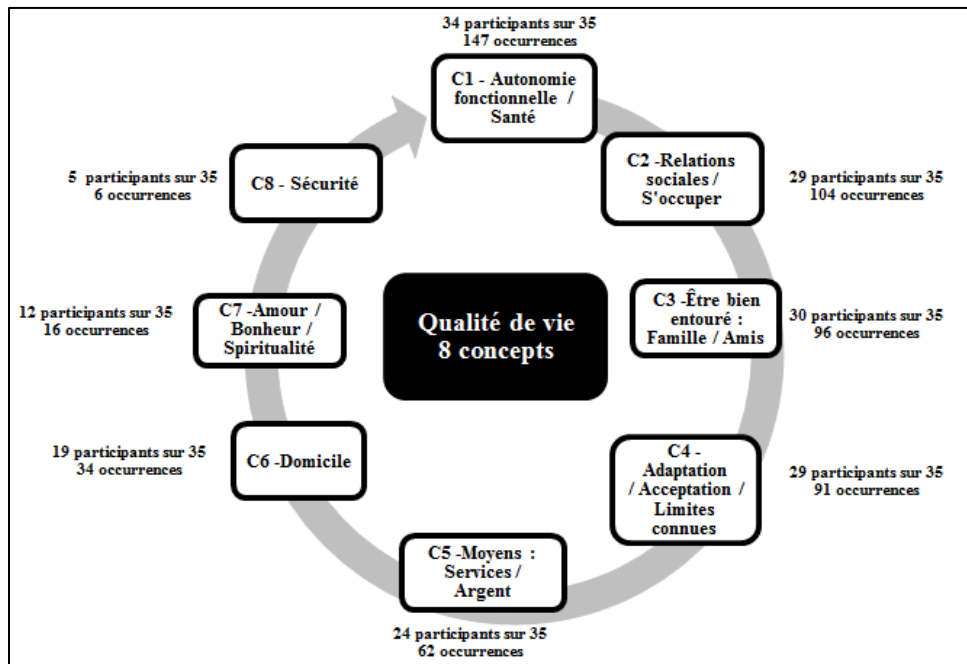 34 participants sur 35
147 occurrences
C1 - Autonomie
fonctionnelle /
Santé
C2 -Relations
sociales /
S'occuper
29 participants sur 35
104 occurrences
C3 -Être bien
entouré :
Famille / Amis
30 participants sur 35
96 occurrences
C4 -
Adaptation
/ Acceptation /
Limites
connues
29 participants sur 35
91 occurrences
C5 -Moyens :
Services /
Argent
24 participants sur 35
62 occurrences
C6 -Domicile
19 participants sur 35
34 occurrences
C7 -Amour /
Bonheur /
Spiritualité
12 participants sur 35
16 occurrences
C8 - Sécurité
5 participants sur 35
6 occurrences
Qualité de vie
8 concepts